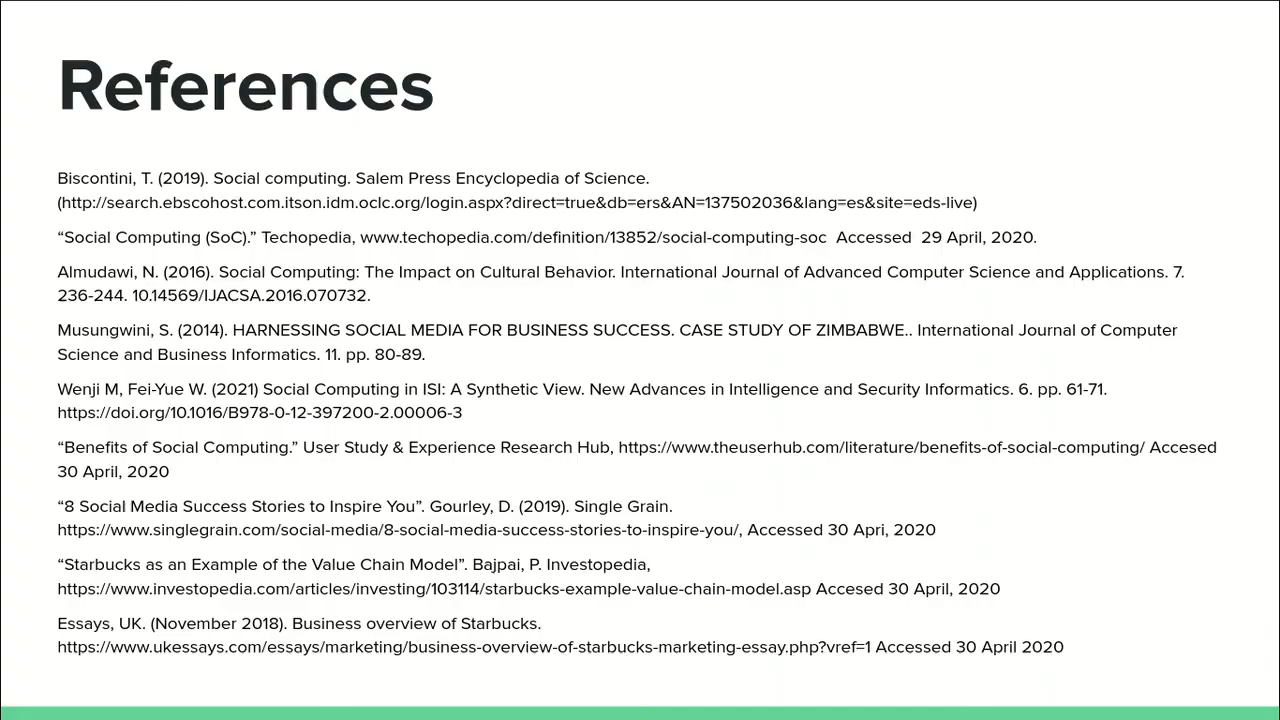 References
Biscontini, T. (2019). Social computing. Salem Press Encyclopedia of Science.
(http://search.ebscohost.com.itson.idm.oclc.org/login.aspx?direct=true&db=ers&AN=137502036&lang=es&site=eds-live)
“Social Computing (SoC).” Techopedia, www.techopedia.com/definition/13852/social-computing-soc  Accessed  29 April, 2020.
Almudawi, N. (2016). Social Computing: The Impact on Cultural Behavior. International Journal of Advanced Computer Science and Applications. 7.
236-244. 10.14569/IJACSA.2016.070732.
Musungwini, S. (2014). HARNESSING SOCIAL MEDIA FOR BUSINESS SUCCESS. CASE STUDY OF ZIMBABWE.. International Journal of Computer
Science and Business Informatics. 11. pp. 80-89.
Wenji M, Fei-Yue W. (2021) Social Computing in ISI: A Synthetic View. New Advances in Intelligence and Security Informatics. 6. pp. 61-71.
https://doi.org/10.1016/B978-0-12-397200-2.00006-3
“Benefits of Social Computing.” User Study & Experience Research Hub, https://www.theuserhub.com/literature/benefits-of-social-computing/ Accesed
30 April, 2020
“8 Social Media Success Stories to Inspire You”. Gourley, D. (2019). Single Grain.
https://www.singlegrain.com/social-media/8-social-media-success-stories-to-inspire-you/, Accessed 30 Apri, 2020
“Starbucks as an Example of the Value Chain Model”. Bajpai, P. Investopedia,
https://www.investopedia.com/articles/investing/103114/starbucks-example-value-chain-model.asp Accesed 30 April, 2020
Essays, UK. (November 2018). Business overview of Starbucks.
https://www.ukessays.com/essays/marketing/business-overview-of-starbucks-marketing-essay.php?vref=1 Accessed 30 April 2020